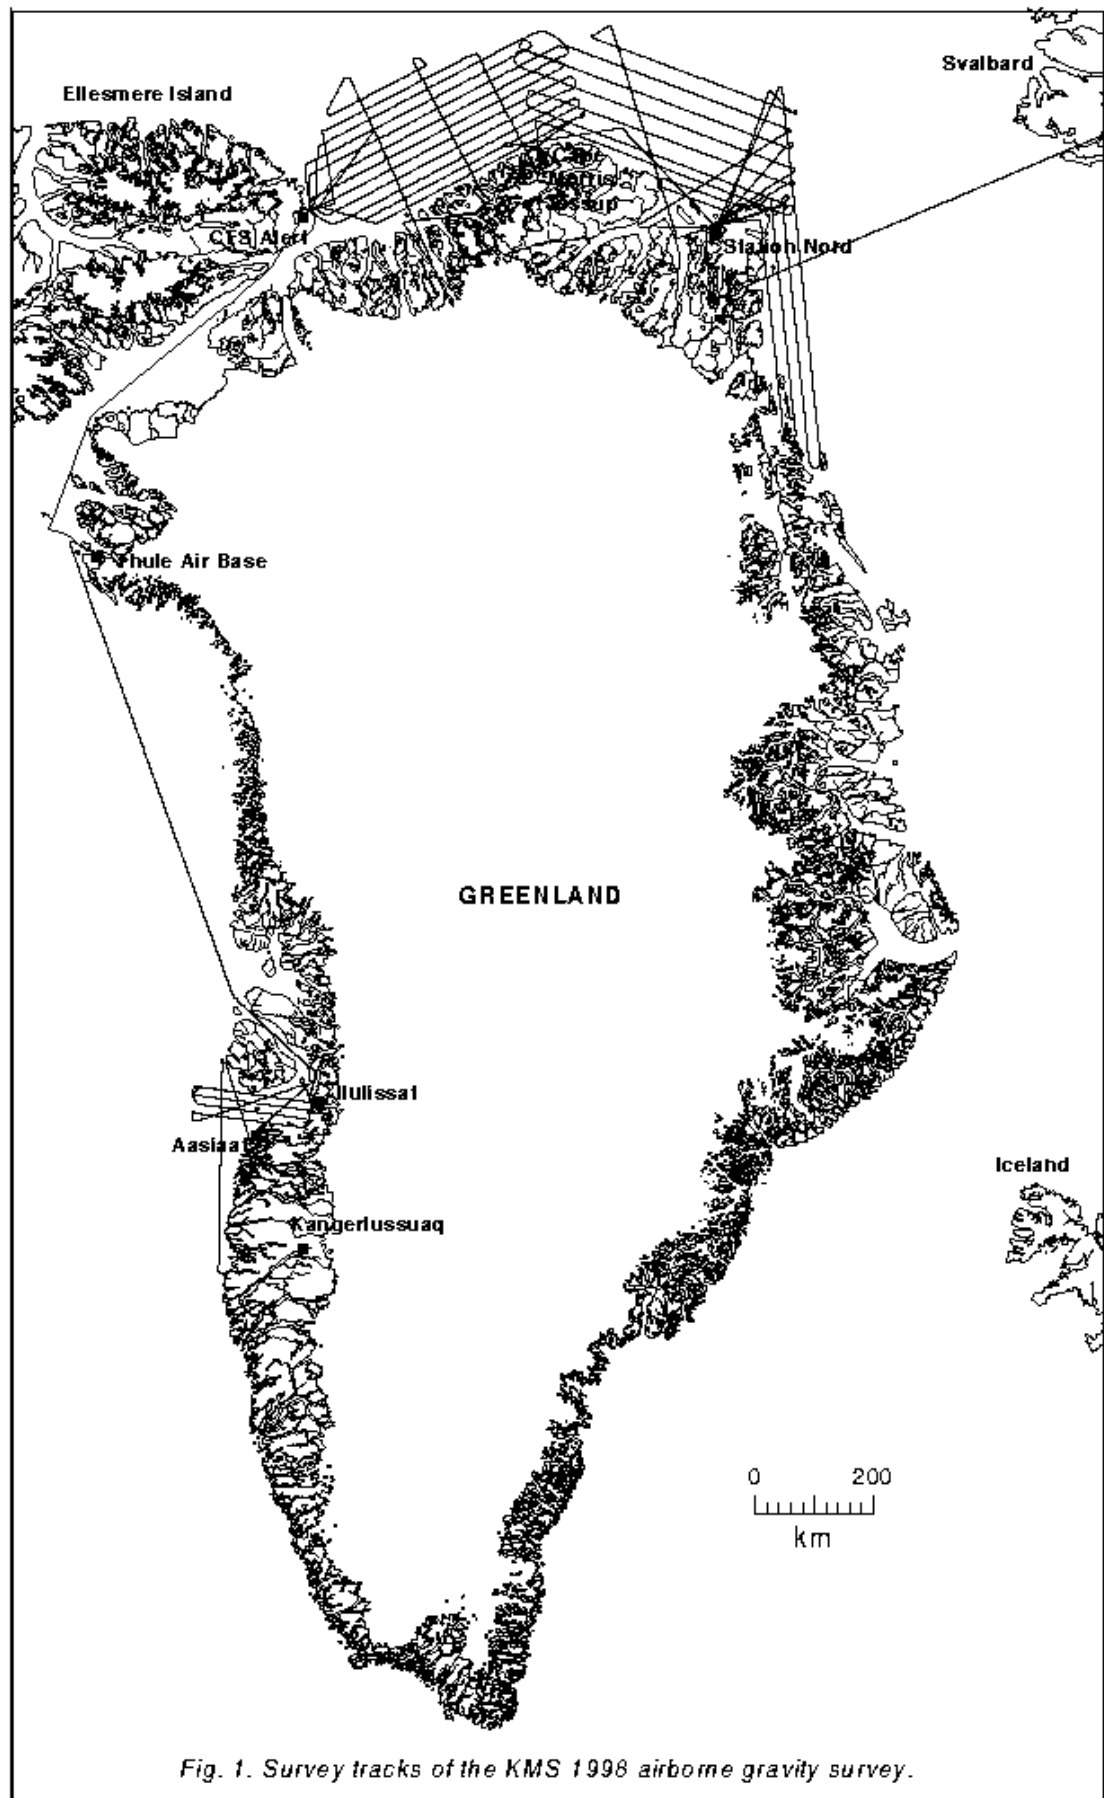 Svalbard
Ellesmere Island
Morris
CFS Alert
Station Nord
Thule Air Base
GREENLAND
Ilulissat
Aasiaat
Iceland
Kangerlussuaq
0 200
km
Fig. 1. Survey tracks of the KMS 1998 airborne gravity survey.